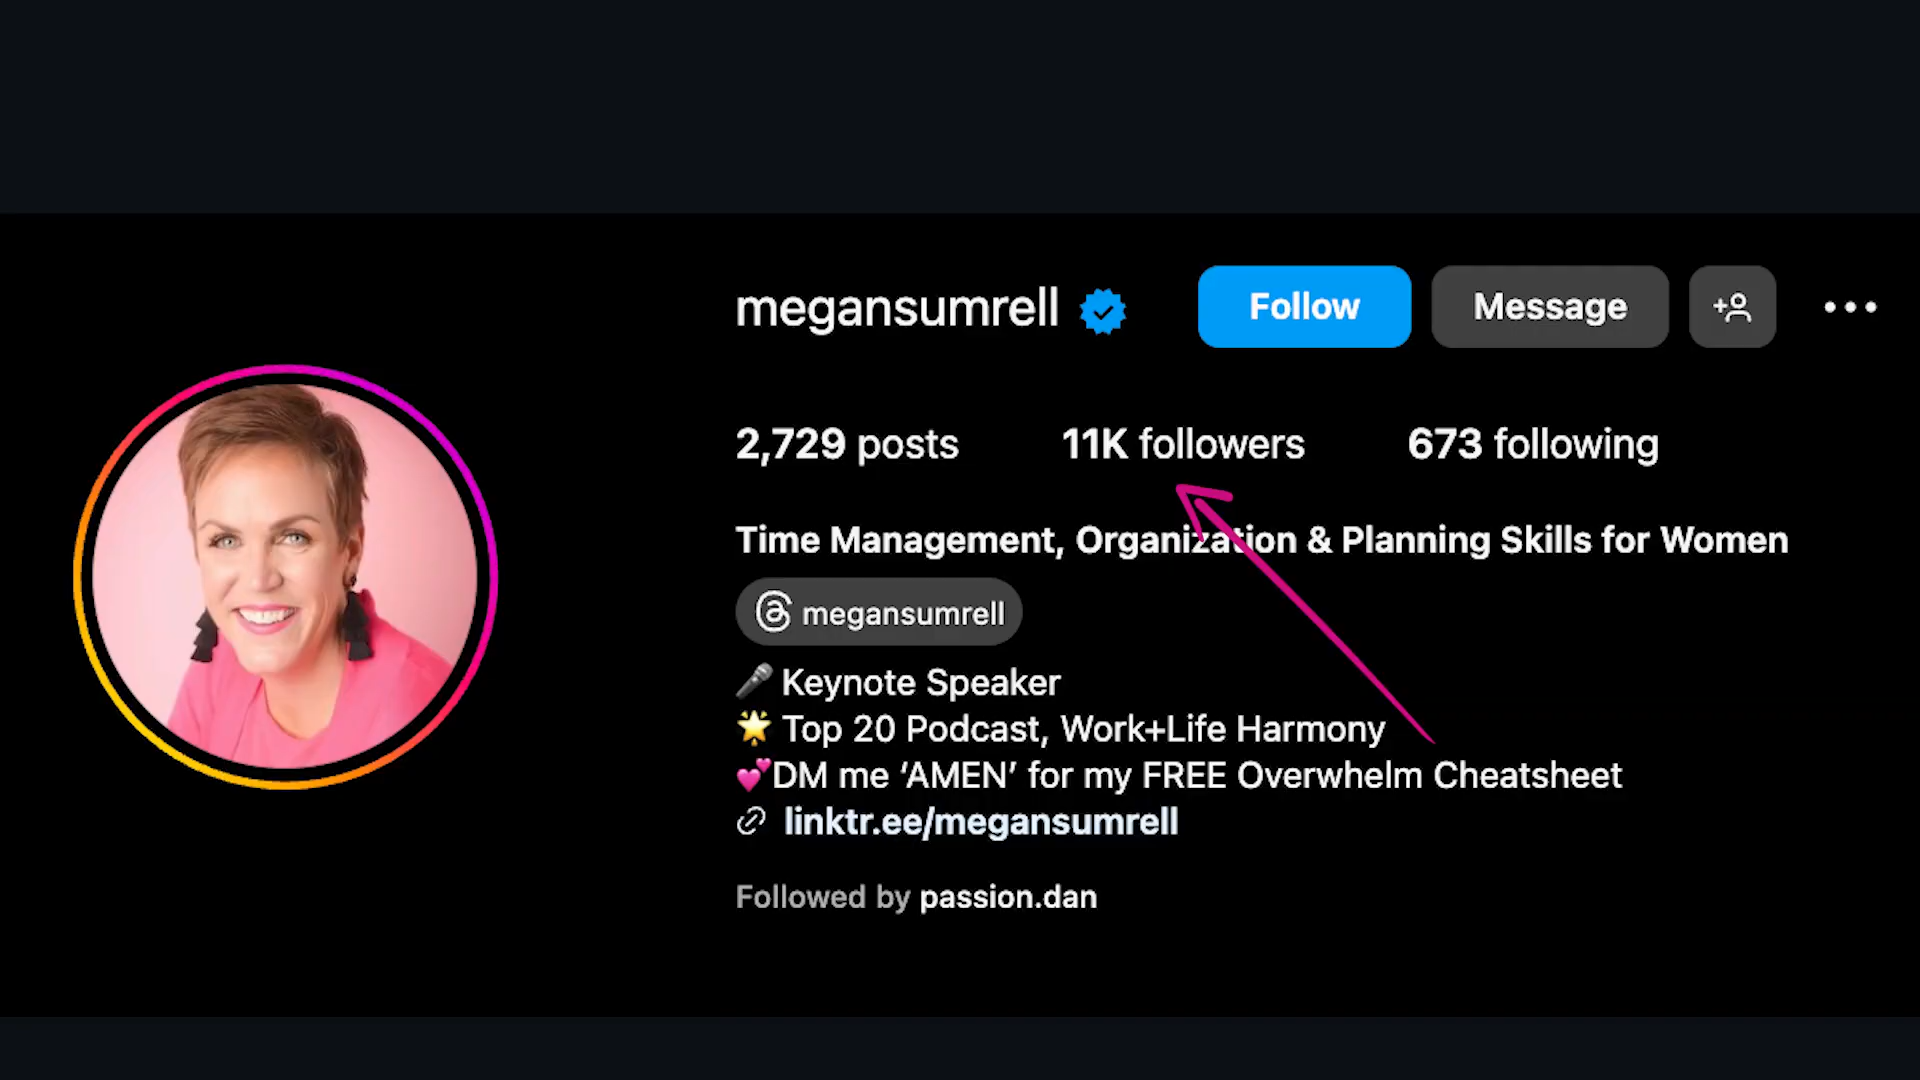 megansumrell
Follow
Message
2,729 posts
11K followers
673 following
Time Management, Organization & Planning Skills for Women
megansumrell
🎤 Keynote Speaker
🌟 Top 20 Podcast, Work+Life Harmony
💕DM me ‘AMEN’ for my FREE Overwhelm Cheatsheet
linktr.ee/megansumrell
Followed by passion.dan